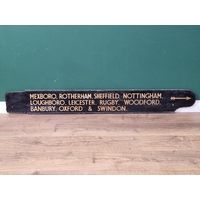 MEXBORO, ROTHERHAM, SHEFFIELD, NOTTINGHAM,
LOUGHBORO, LEICESTER, RUGBY, WOODFORD,
BANBURY, OXFORD & SWINDON.